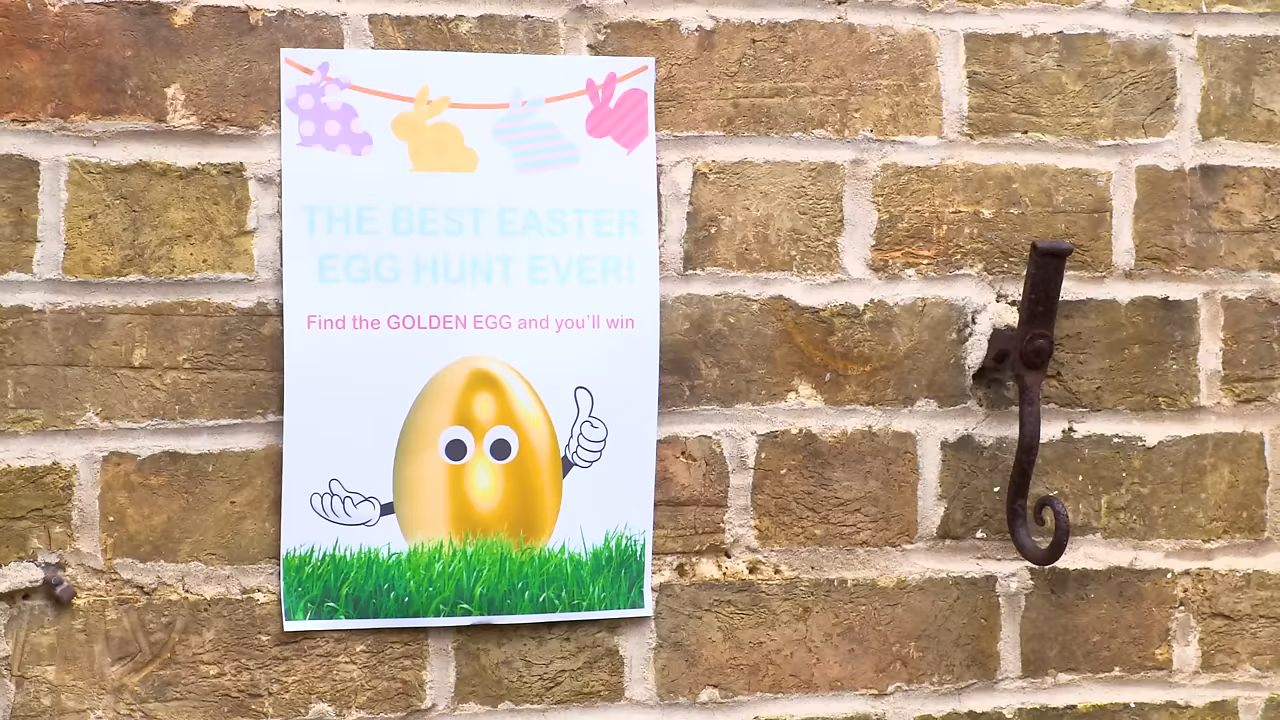 THE BEST EASTER
EGG HUNT EVER!
Find the GOLDEN EGG and you'll win